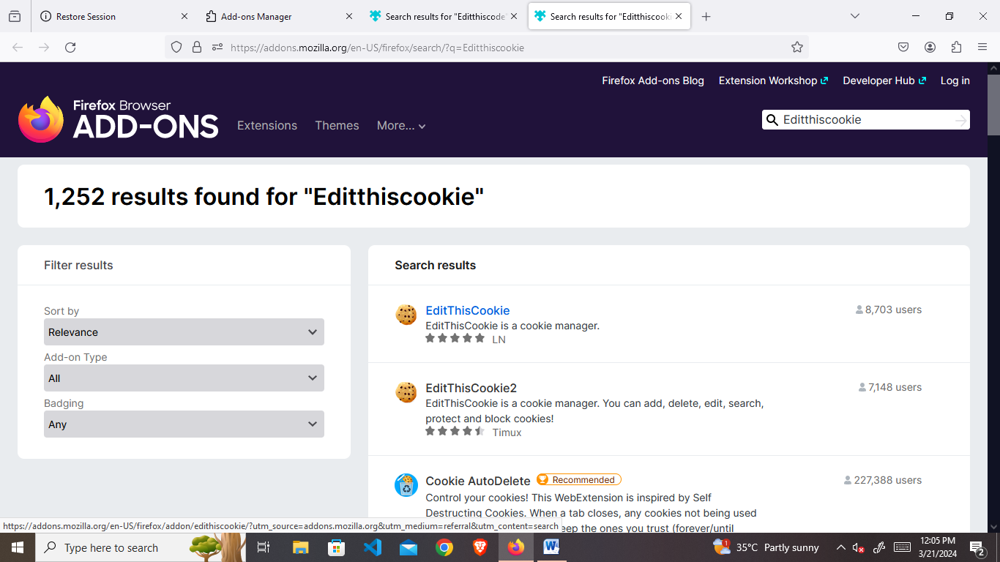 Restore Session
Add-ons Manager
Search results for "Editthiscode"
Search results for "Editthiscooki
https://addons.mozilla.org/en-US/firefox/search/?q=Editthiscookie
Firefox Add-ons Blog
Extension Workshop
Developer Hub
Log in
Firefox Browser
ADD-ONS
Extensions
Themes
More...
Editthiscookie
1,252 results found for "Editthiscookie"
Filter results
Sort by
Relevance
Add-on Type
All
Badging
Any
Search results
EditThisCookie
8,703 users
EditThisCookie is a cookie manager.
LN
EditThisCookie2
7,148 users
EditThisCookie is a cookie manager. You can add, delete, edit, search,
protect and block cookies!
Timux
Cookie AutoDelete
Recommended
227,388 users
Control your cookies! This WebExtension is inspired by Self
Destructing Cookies. When a tab closes, any cookies not being used
eep the ones you trust (forever/until
https://addons.mozilla.org/en-US/firefox/addon/edithiscookie/?utm_source=addons.mozilla.org&utm_medium=referral&utm_content=search
Type here to search
1
35°C Partly sunny
12:05 PM
3/21/2024
2